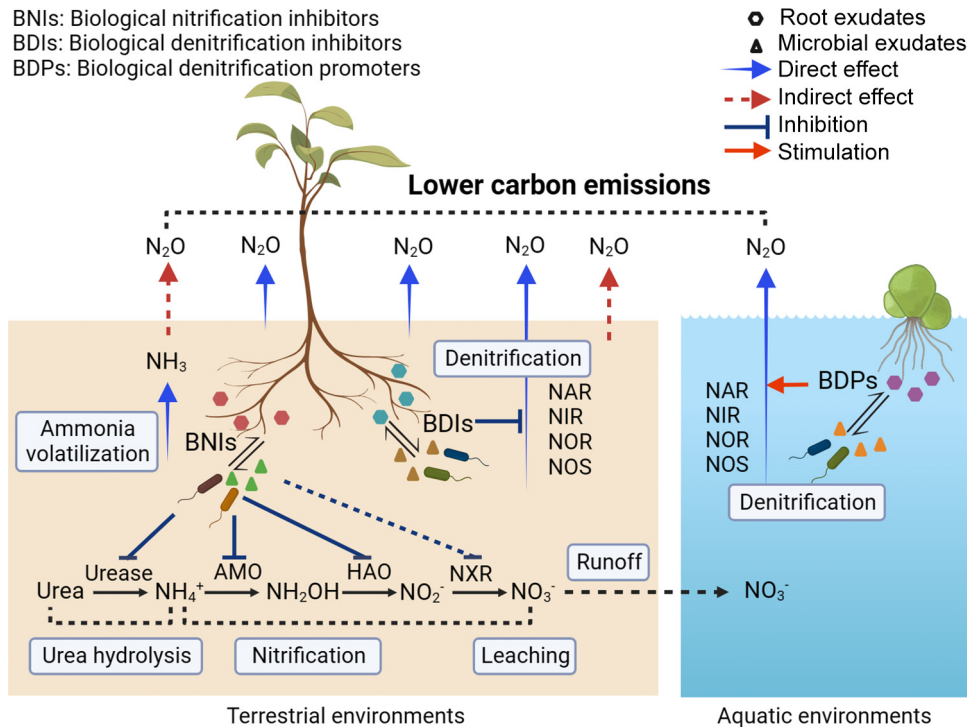 BNIs: Biological nitrification inhibitors
BDIs: Biological denitrification inhibitors
BDPs: Biological denitrification promoters
Root exudates
Microbial exudates
Direct effect
Indirect effect
Inhibition
Stimulation
Lower carbon emissions
N₂O N₂O N₂O N₂O N₂O N₂O
NH₃
Ammonia
volatilization
BNIs
BDIs
Denitrification
NAR
NIR
NOR
NOS
BDPs
NAR
NIR
NOR
NOS
Denitrification
Urease AMO HAO NXR
Urea NH₄⁺ NH₂OH NO₂⁻ NO₃⁻
Runoff
NO₃⁻
Urea hydrolysis
Nitrification
Leaching
Terrestrial environments
Aquatic environments